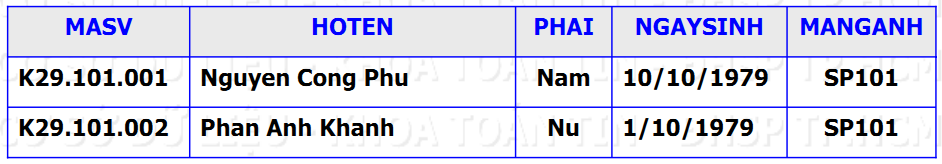 MASV HOTEN PHAI NGAYSINH MANGANH
K29.101.001 Nguyen Cong Phu Nam 10/10/1979 SP101
K29.101.002 Phan Anh Khanh Nu 1/10/1979 SP101